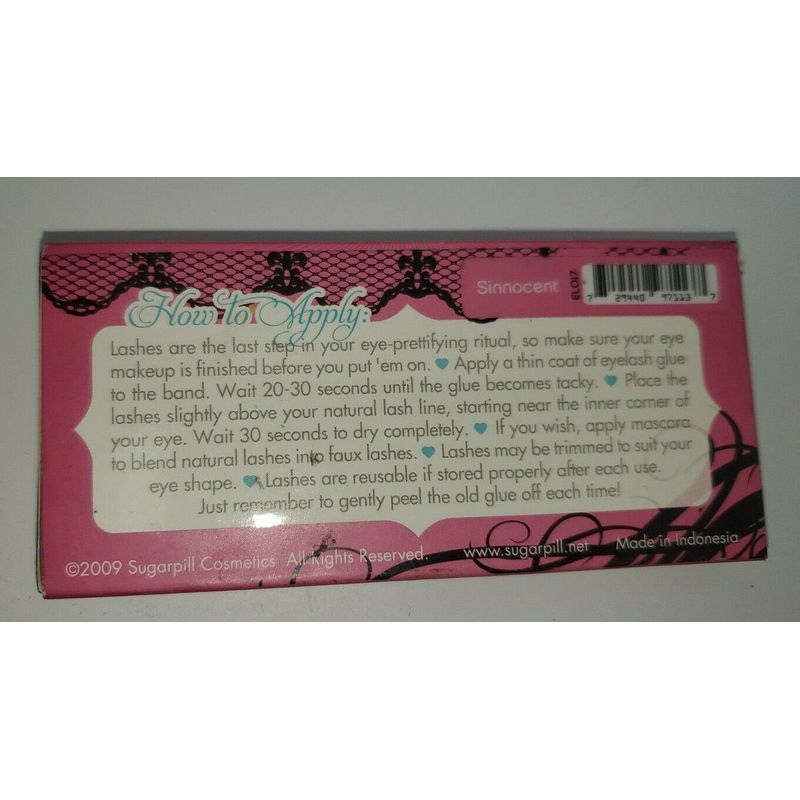 Sinnocent
EL017
7 29440 97113 7
How to Apply:
Lashes are the last step in your eye-prettifying ritual, so make sure your eye
makeup is finished before you put 'em on. ♥ Apply a thin coat of eyelash glue
to the band. Wait 20-30 seconds until the glue becomes tacky. ♥ Place the
lashes slightly above your natural lash line, starting near the inner corner of
your eye. Wait 30 seconds to dry completely. ♥ If you wish, apply mascara
to blend natural lashes into faux lashes. ♥ Lashes may be trimmed to suit your
eye shape. ♥ Lashes are reusable if stored properly after each use.
Just remember to gently peel the old glue off each time!
©2009 Sugarpill Cosmetics All Rights Reserved. www.sugarpill.net Made in Indonesia